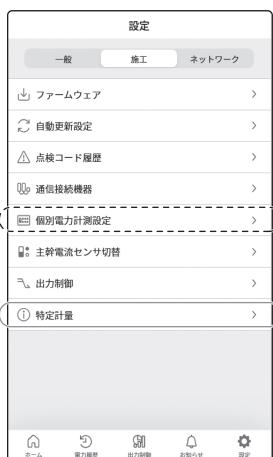 設定
一般 施工 ネットワーク
ファームウェア
自動更新設定
点検コード履歴
通信接続機器
個別電力計測設定
主幹電流センサ切替
出力制御
特定計量
ホーム 電力履歴 出力制御 お知らせ 設定